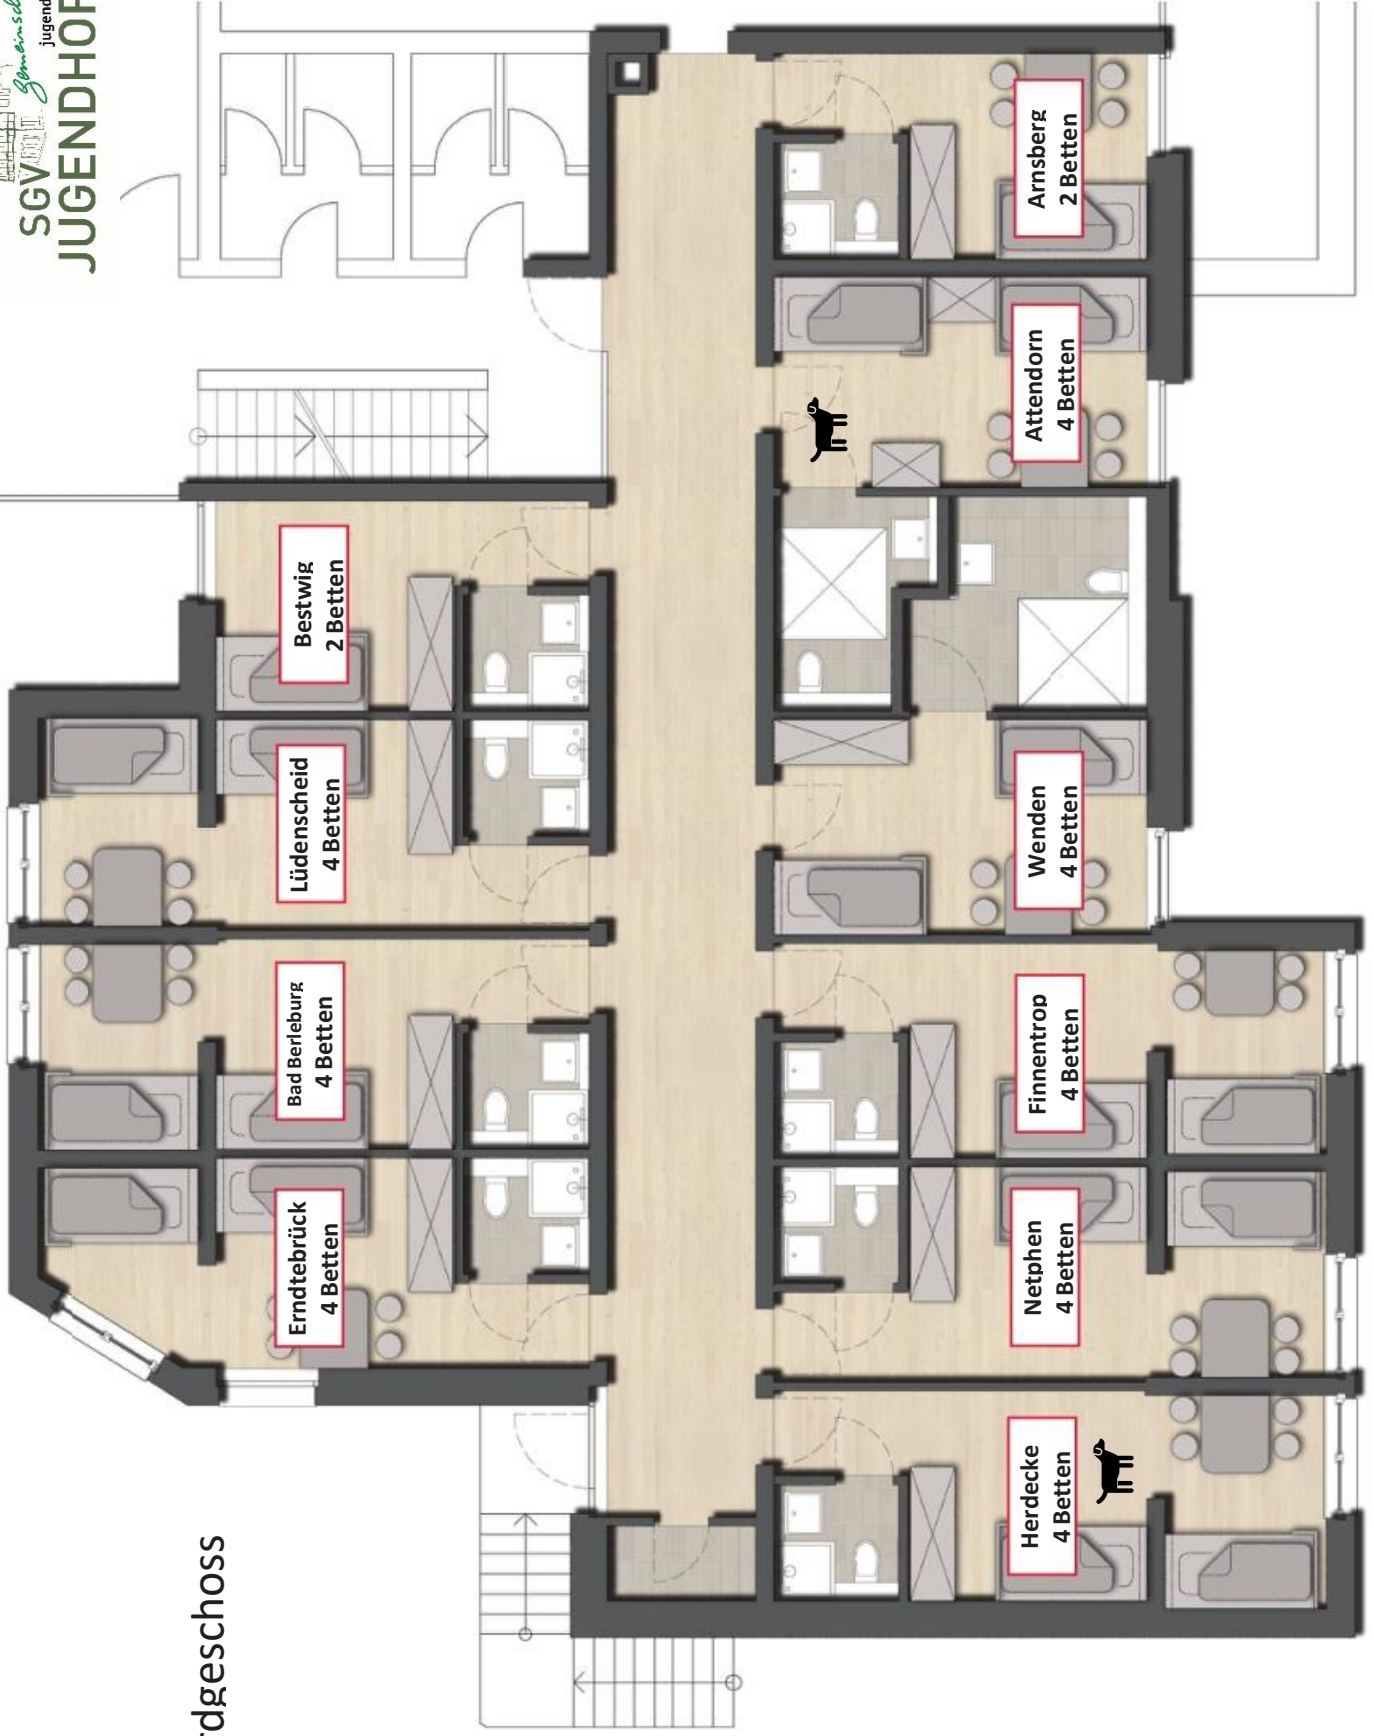 rdgeschoss
gemeinsc
SGV jugend
JUGENDHOF
Erndtebrück
4 Betten
Bad Berleburg
4 Betten
Lüdenscheid
4 Betten
Bestwig
2 Betten
Herdecke
4 Betten
Netphen
4 Betten
Finnentrop
4 Betten
Wenden
4 Betten
Attendorn
4 Betten
Arnsberg
2 Betten